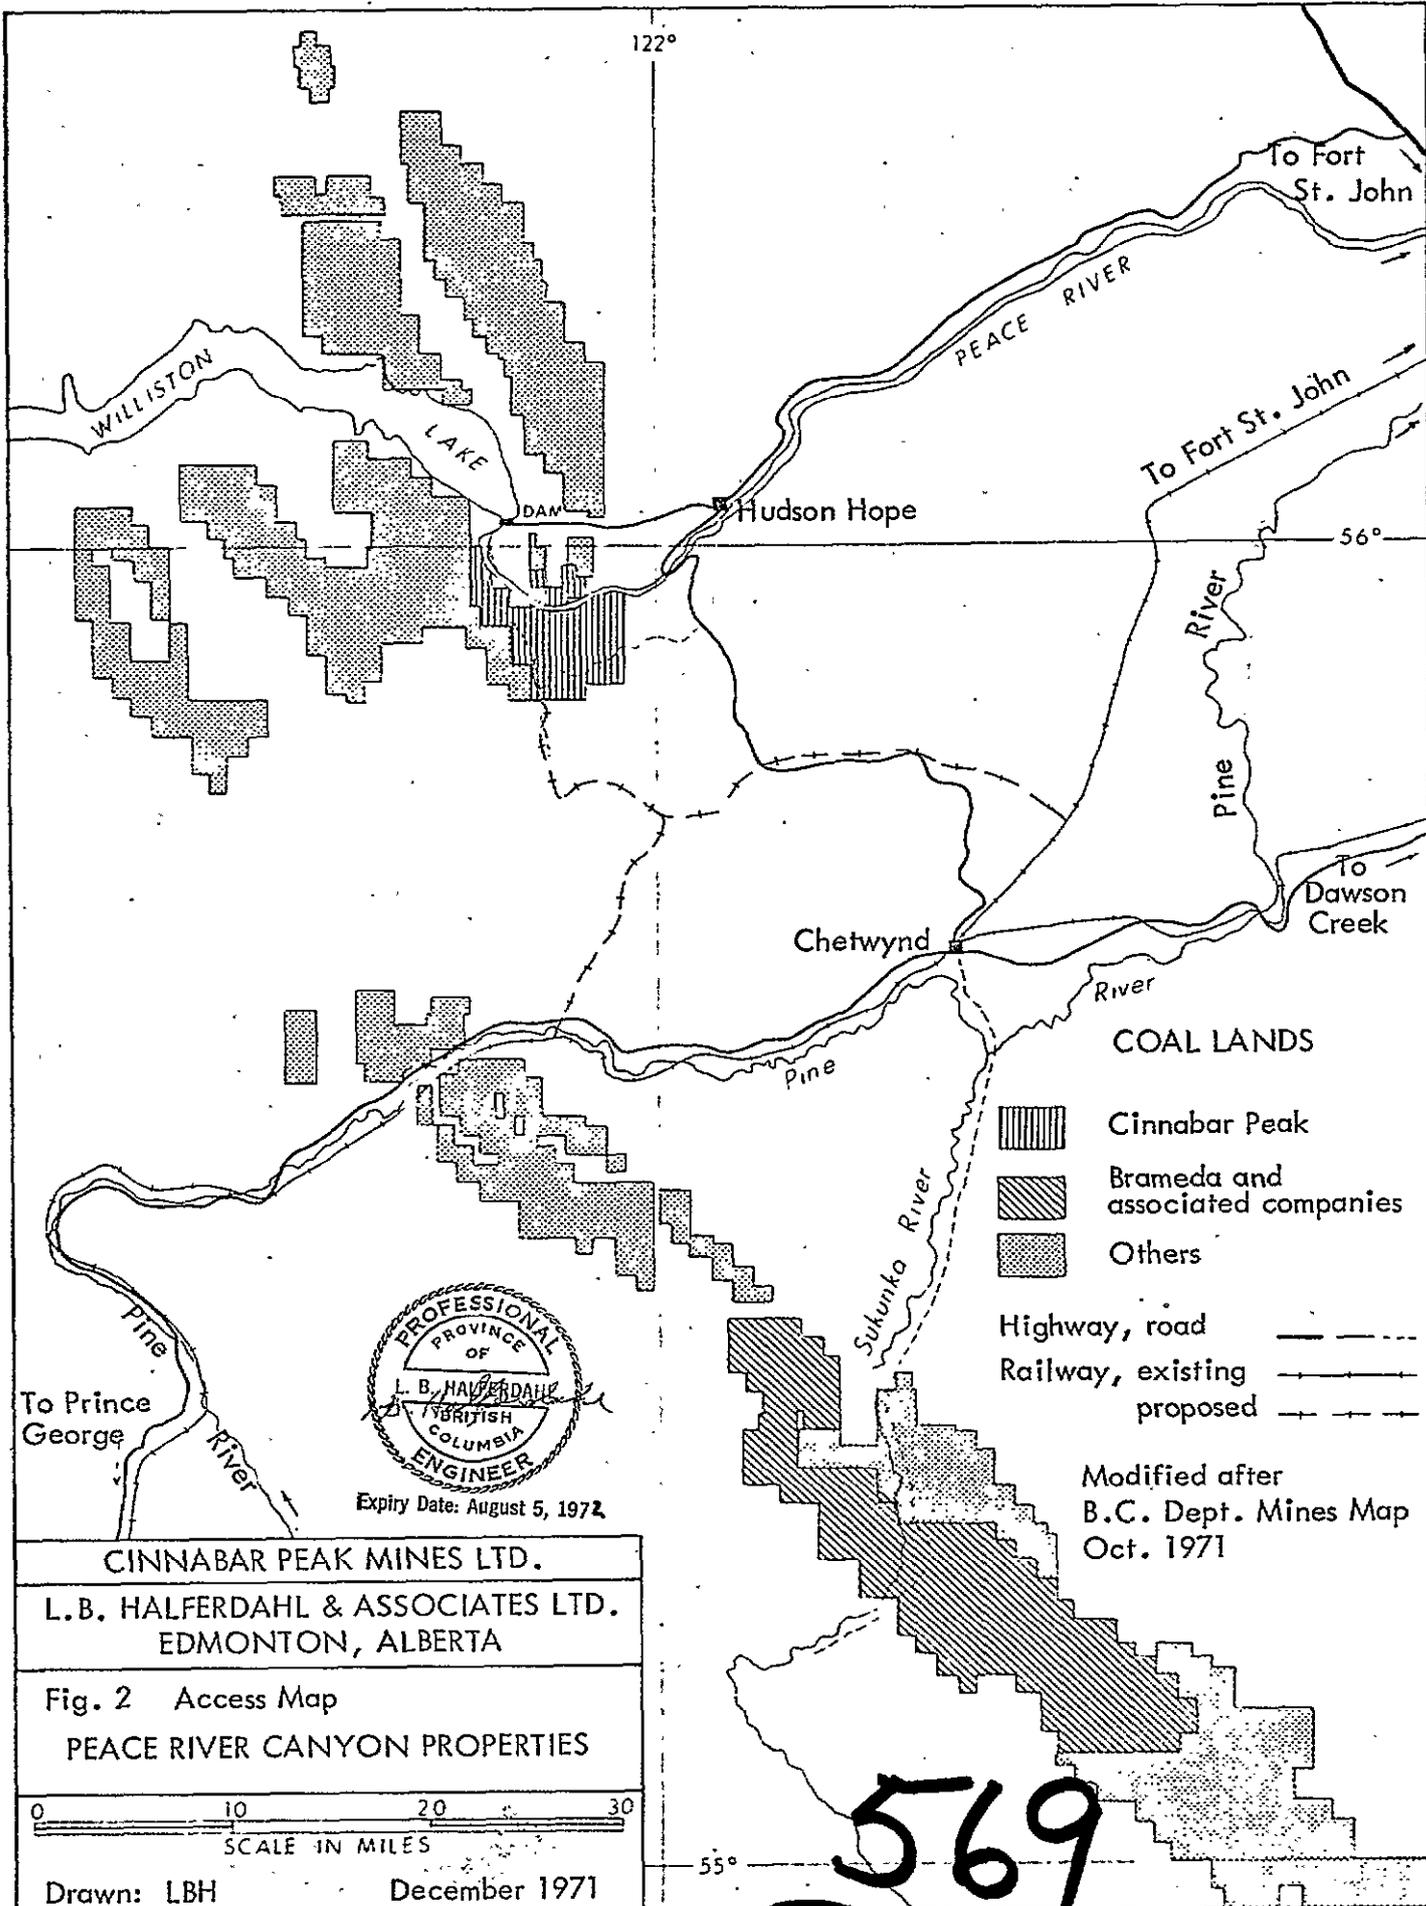 122°
To Fort
St. John
PEACE RIVER
WILLISTON
LAKE
To Fort St. John
DAM
Hudson Hope
56°
River
Pine
To
Dawson
Creek
Chetwynd
River
Pine
COAL LANDS
Cinnabar Peak
Brameda and
associated companies
Others
Sukunka River
Highway, road
Railway, existing
proposed
PROFESSIONAL
PROVINCE
OF
L. B. HALFERDAHL
BRITISH
COLUMBIA
ENGINEER
Expiry Date: August 5, 1972
Pine
To Prince
George
River
Modified after
B.C. Dept. Mines Map
Oct. 1971
CINNABAR PEAK MINES LTD.
L.B. HALFERDAHL & ASSOCIATES LTD.
EDMONTON, ALBERTA
Fig. 2 Access Map
PEACE RIVER CANYON PROPERTIES
0 10 20 30
SCALE IN MILES
Drawn: LBH December 1971
55°
569